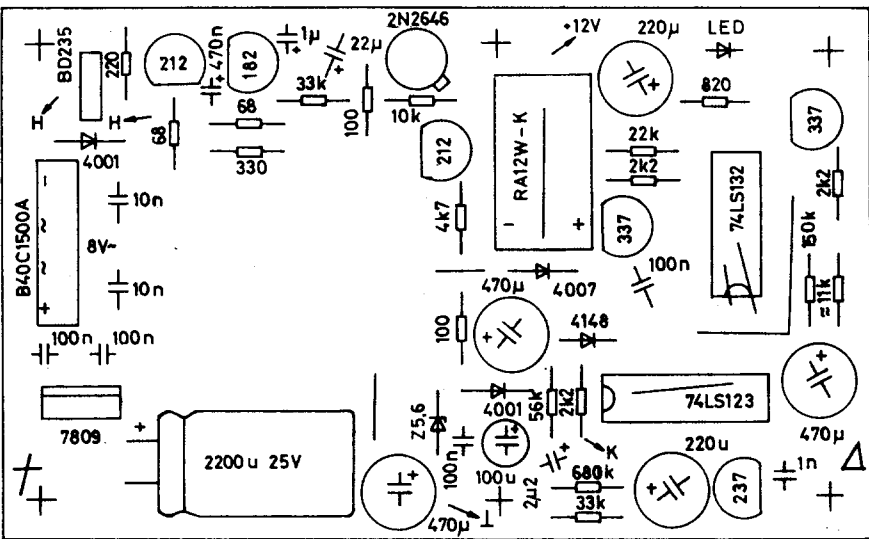 2N2646
+12V
220µ
LED
BD235
220
212
470n
182
1µ
22µ
33k
100
10k
820
337
H
H
4001
68
68
330
212
RA12W-K
22k
2k2
74LS132
2k2
B40C1500A
-
~
~
+
8V~
10n
10n
4k7
-
+
337
150k
100n
470µ
4007
≈11k
100n
100n
100
4148
7809
+
2200u 25V
Z5,6
4001
56k
2k2
74LS123
470µ
100n
100u
2µ2
K
680k
33k
220u
237
1n
470µ
⊥
Δ